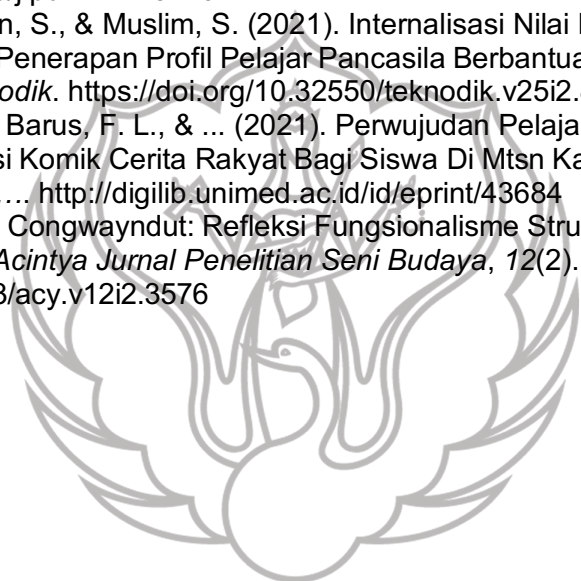 n, S., & Muslim, S. (2021). Internalisasi Nilai
Penerapan Profil Pelajar Pancasila Berbantua
odik. https://doi.org/10.32550/teknodik.v25i2.
Barus, F. L., & ... (2021). Perwujudan Pelaja
si Komik Cerita Rakyat Bagi Siswa Di Mtsn Ka
…. http://digilib.unimed.ac.id/id/eprint/43684
Congwayndut: Refleksi Fungsionalisme Stru
Acintya Jurnal Penelitian Seni Budaya, 12(2).
3/acy.v12i2.3576